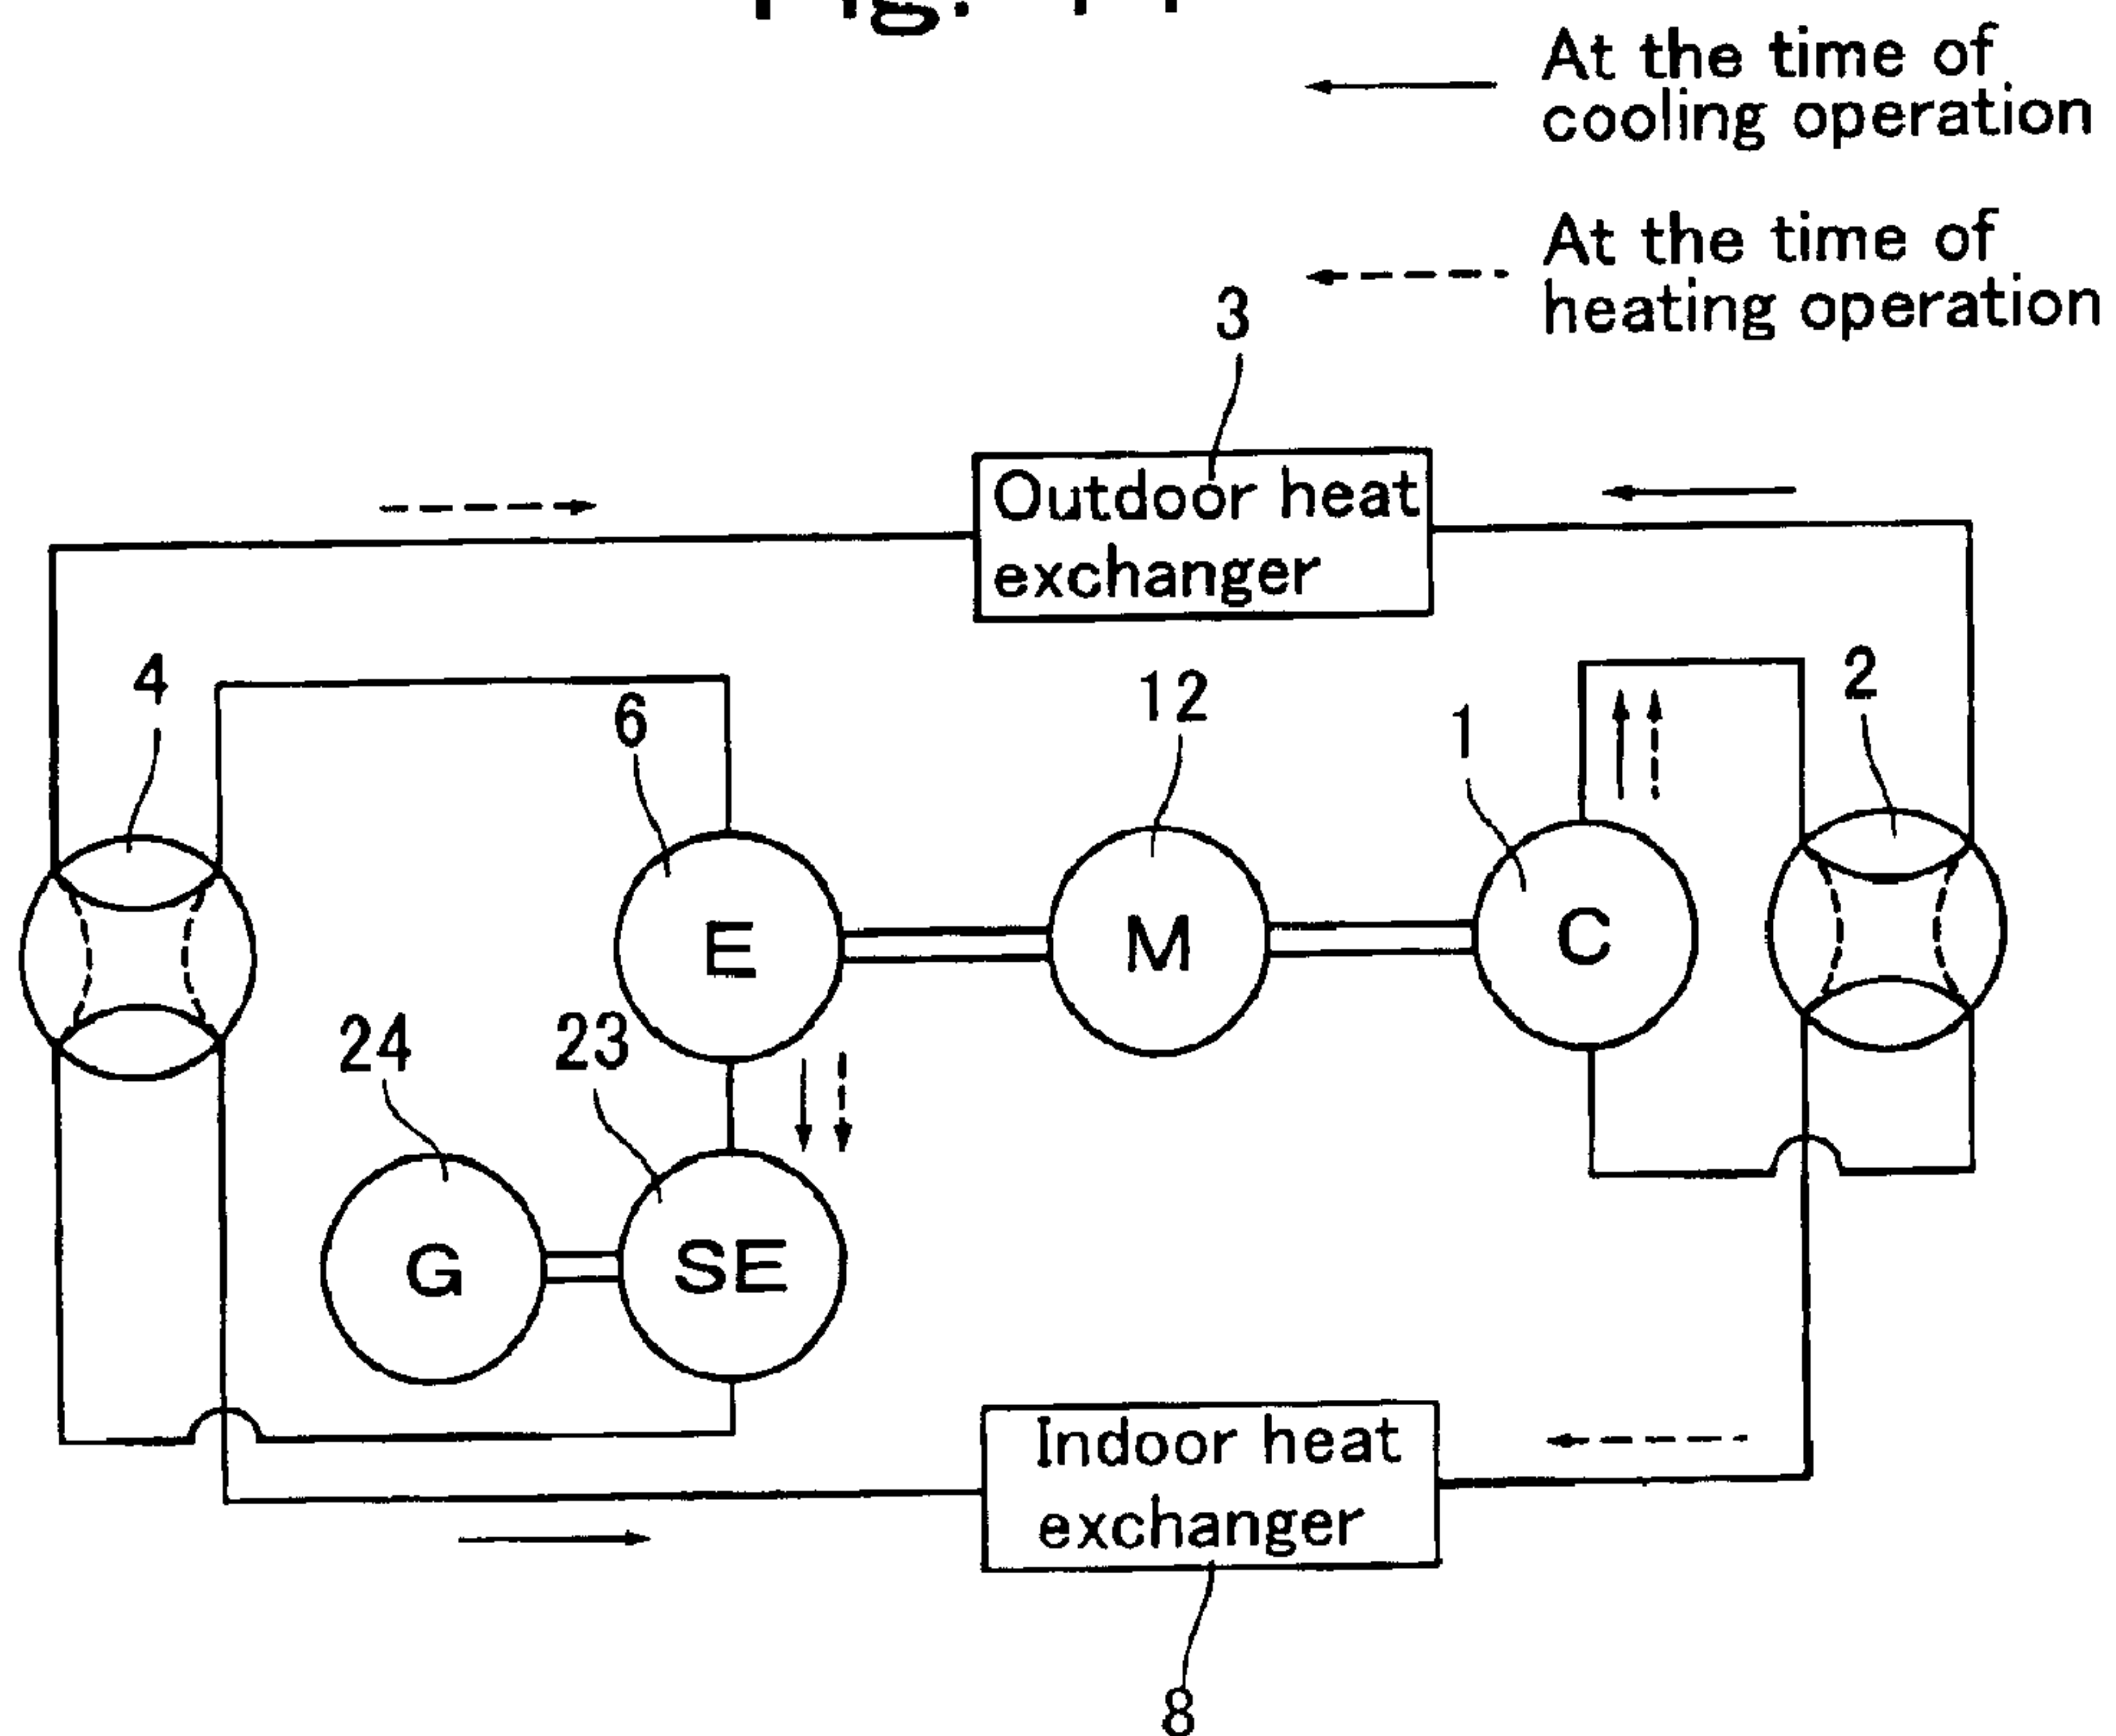 At the time of
cooling operation
At the time of
heating operation
3
Outdoor heat
exchanger
4
6
12
1
2
E
M
C
24
23
G
SE
Indoor heat
exchanger
8